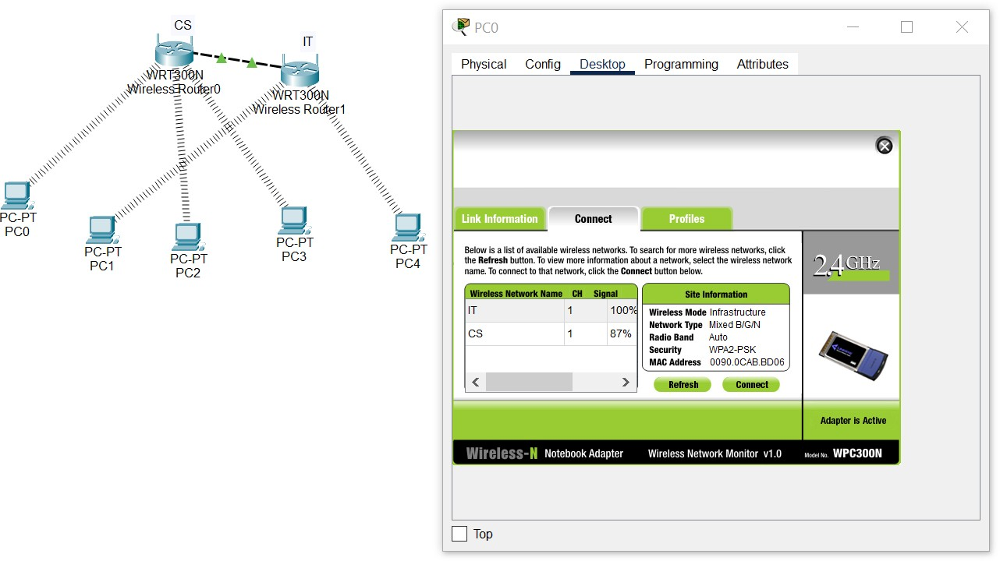 CS
IT
WRT300N
Wireless Router0
WRT300N
Wireless Router1
PC-PT
PC0
PC-PT
PC1
PC-PT
PC2
PC-PT
PC3
PC-PT
PC4
PC0
Physical Config Desktop Programming Attributes
Link Information Connect Profiles
Below is a list of available wireless networks. To search for more wireless networks, click
the Refresh button. To view more information about a network, select the wireless network
name. To connect to that network, click the Connect button below.
2.4GHz
Wireless Network Name CH Signal
IT 1 100%
CS 1 87%
Site Information
Wireless Mode Infrastructure
Network Type Mixed B/G/N
Radio Band Auto
Security WPA2-PSK
MAC Address 0090.0CAB.BD06
Refresh Connect
Adapter is Active
Wireless-N Notebook Adapter Wireless Network Monitor v1.0 Model No. WPC300N
Top